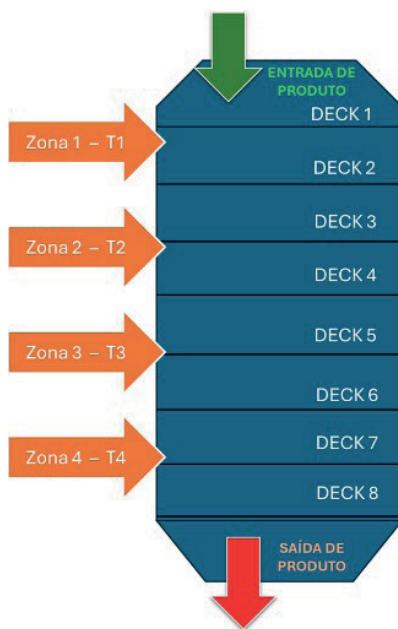 ENTRADA DE
PRODUTO
DECK 1
Zona 1 – T1
DECK 2
DECK 3
Zona 2 – T2
DECK 4
DECK 5
Zona 3 – T3
DECK 6
DECK 7
Zona 4 – T4
DECK 8
SAÍDA DE
PRODUTO